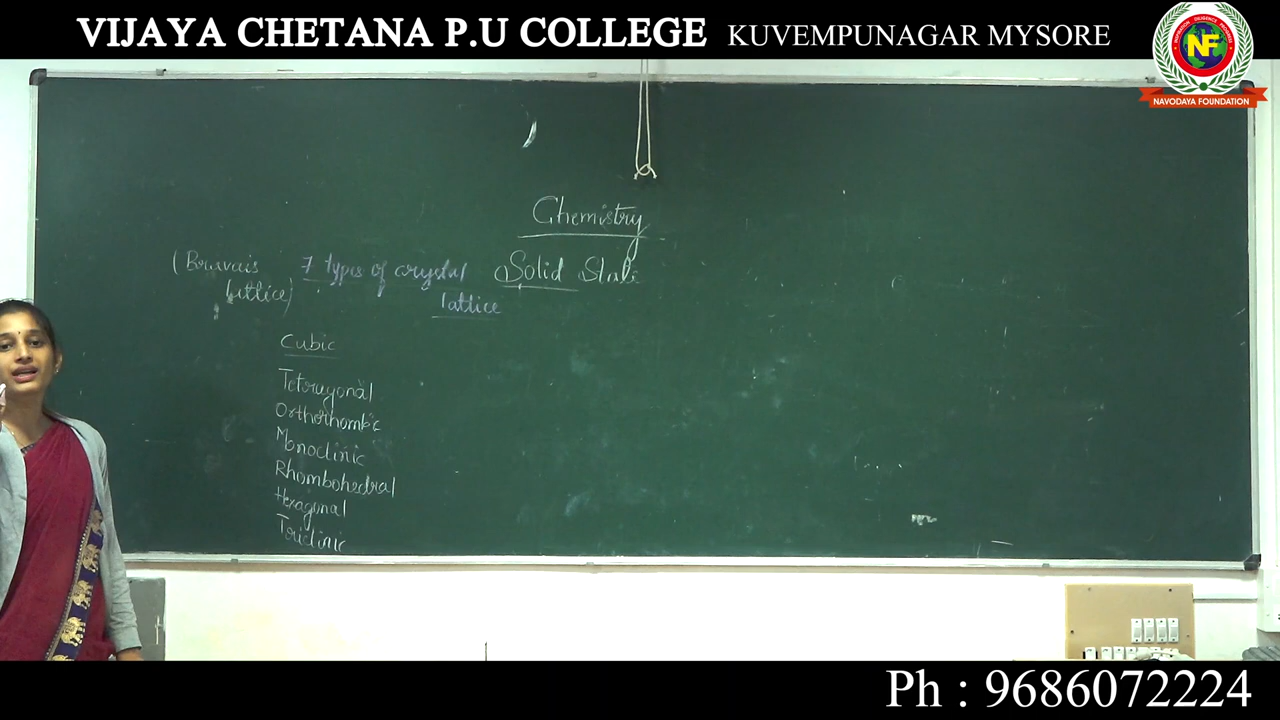 VIJAYA CHETANA P.U COLLEGE KUVEMPUNAGAR MYSORE
NF
NAVODAYA FOUNDATION
Chemistry
(Bravais 7 types of crystal Solid State
lattice) lattice
Cubic
Tetragonal
Orthorhombic
Monoclinic
Rhombohedral
Hexagonal
Triclinic
Ph : 9686072224